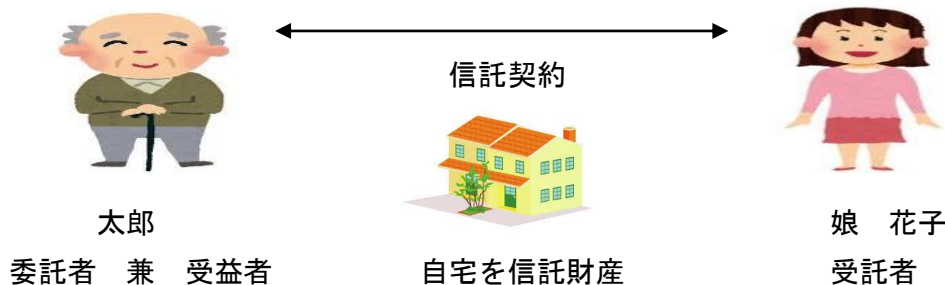 信託契約
太郎
娘　花子
委託者　兼　受益者
自宅を信託財産
受託者